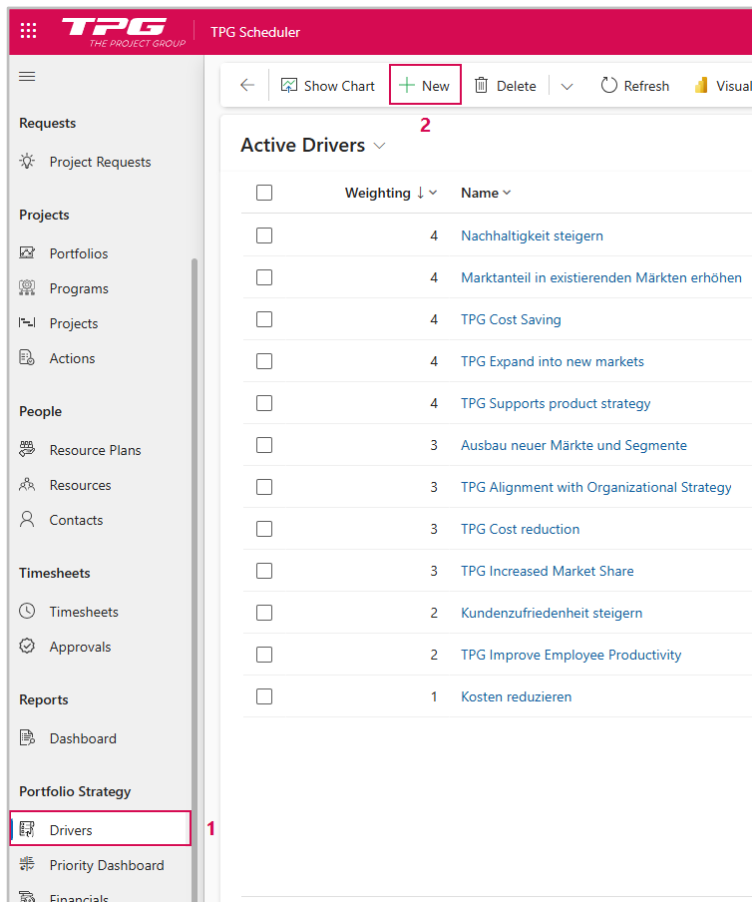 TPG
THE PROJECT GROUP
TPG Scheduler
Show Chart
New
Delete
Refresh
Visual
2
Requests
Project Requests
Projects
Portfolios
Programs
Projects
Actions
People
Resource Plans
Resources
Contacts
Timesheets
Timesheets
Approvals
Reports
Dashboard
Portfolio Strategy
Drivers
1
Priority Dashboard
Financials
Active Drivers
Weighting Name
4 Nachhaltigkeit steigern
4 Marktanteil in existierenden Märkten erhöhen
4 TPG Cost Saving
4 TPG Expand into new markets
4 TPG Supports product strategy
3 Ausbau neuer Märkte und Segmente
3 TPG Alignment with Organizational Strategy
3 TPG Cost reduction
3 TPG Increased Market Share
2 Kundenzufriedenheit steigern
2 TPG Improve Employee Productivity
1 Kosten reduzieren